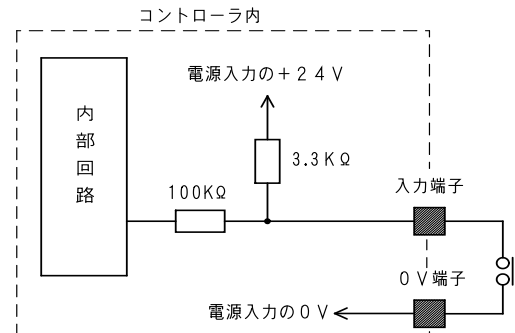 コントローラ内
電源入力の＋２４Ｖ
内
部
回
路
3.3KΩ
100KΩ
入力端子
０Ｖ端子
電源入力の０Ｖ